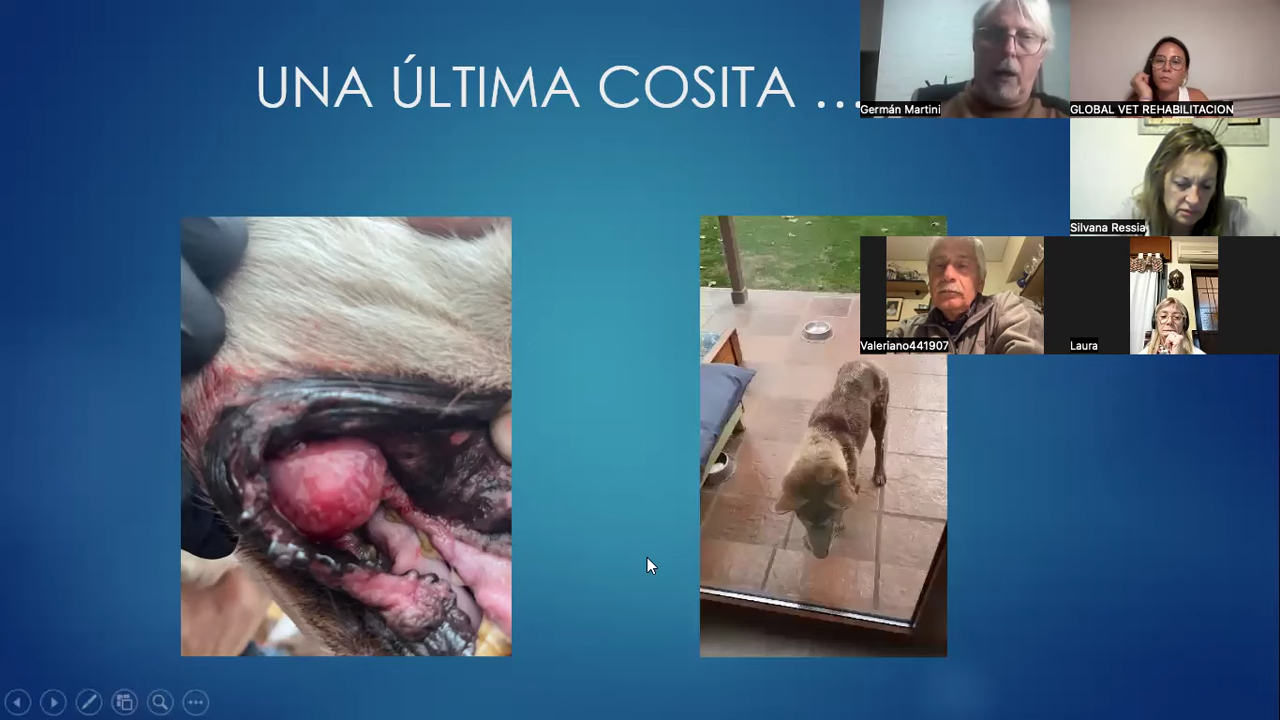 UNA ÚLTIMA COSITA ...
Germán Martini
GLOBAL VET REHABILITACION
Silvana Ressia
Valeriano441907
Laura